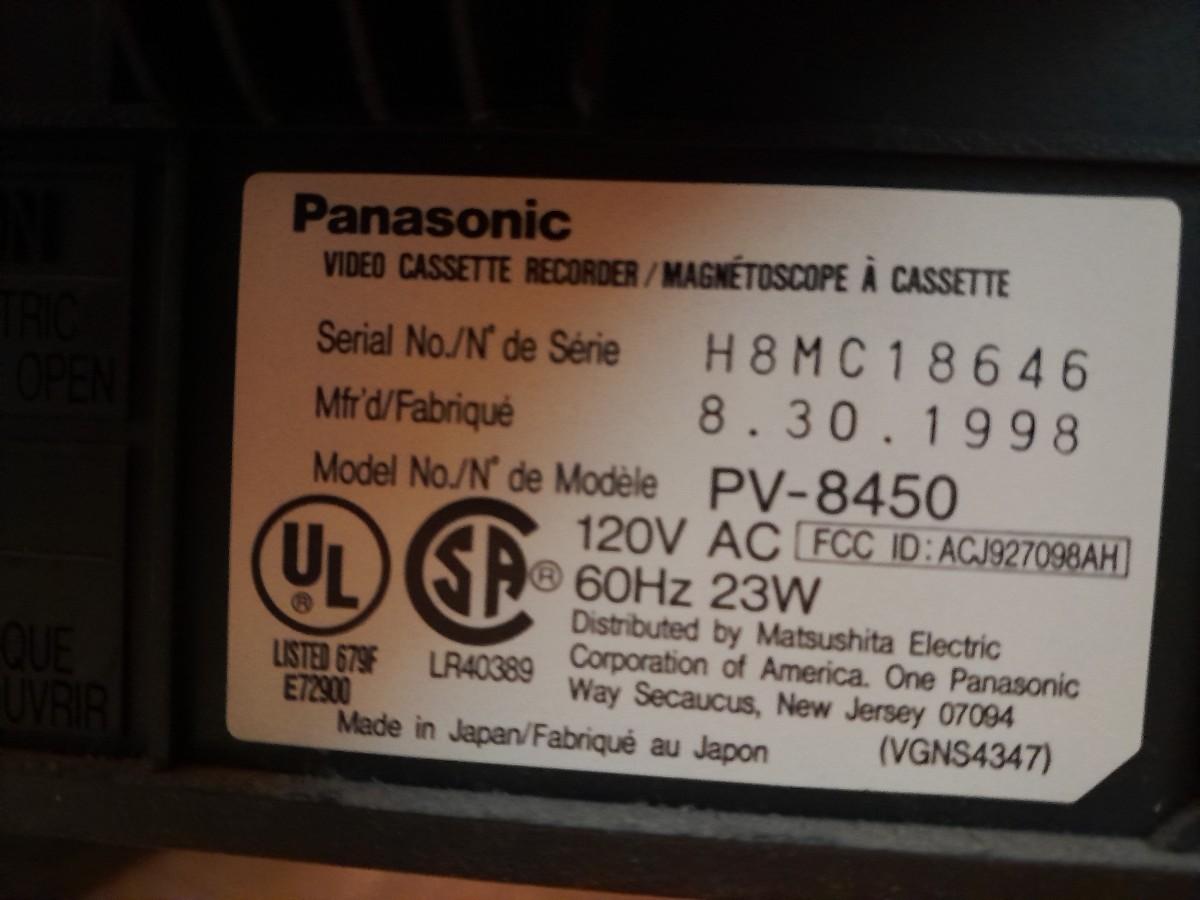 Panasonic
VIDEO CASSETTE RECORDER / MAGNÉTOSCOPE À CASSETTE
Serial No./N° de Série H8MC18646
Mfr'd/Fabriqué 8.30.1998
Model No./N° de Modèle PV-8450
120V AC FCC ID: ACJ927098AH
60Hz 23W
UL ®
LISTED 679F
E72900
SA ®
LR40389
Distributed by Matsushita Electric
Corporation of America. One Panasonic
Way Secaucus, New Jersey 07094
Made in Japan/Fabriqué au Japon (VGNS4347)
TRIC
OPEN
QUE
UVRIR